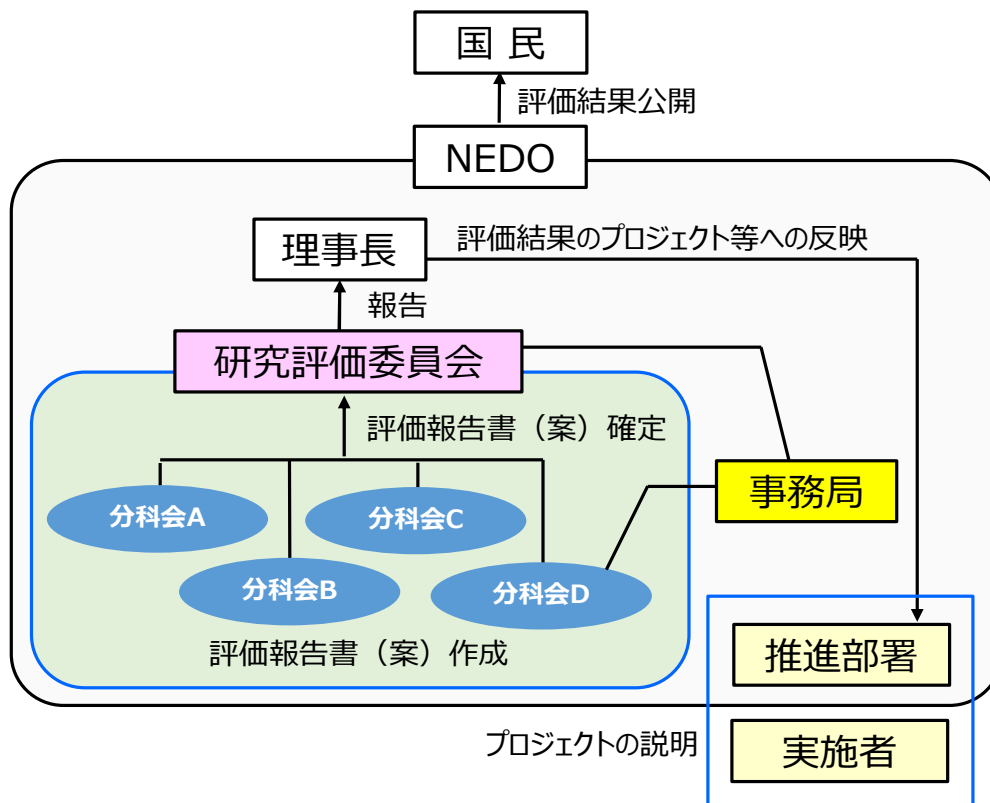 国 民
評価結果公開
NEDO
理事長
評価結果のプロジェクト等への反映
報告
研究評価委員会
評価報告書（案）確定
事務局
分科会A
分科会C
分科会B
分科会D
評価報告書（案）作成
推進部署
プロジェクトの説明
実施者